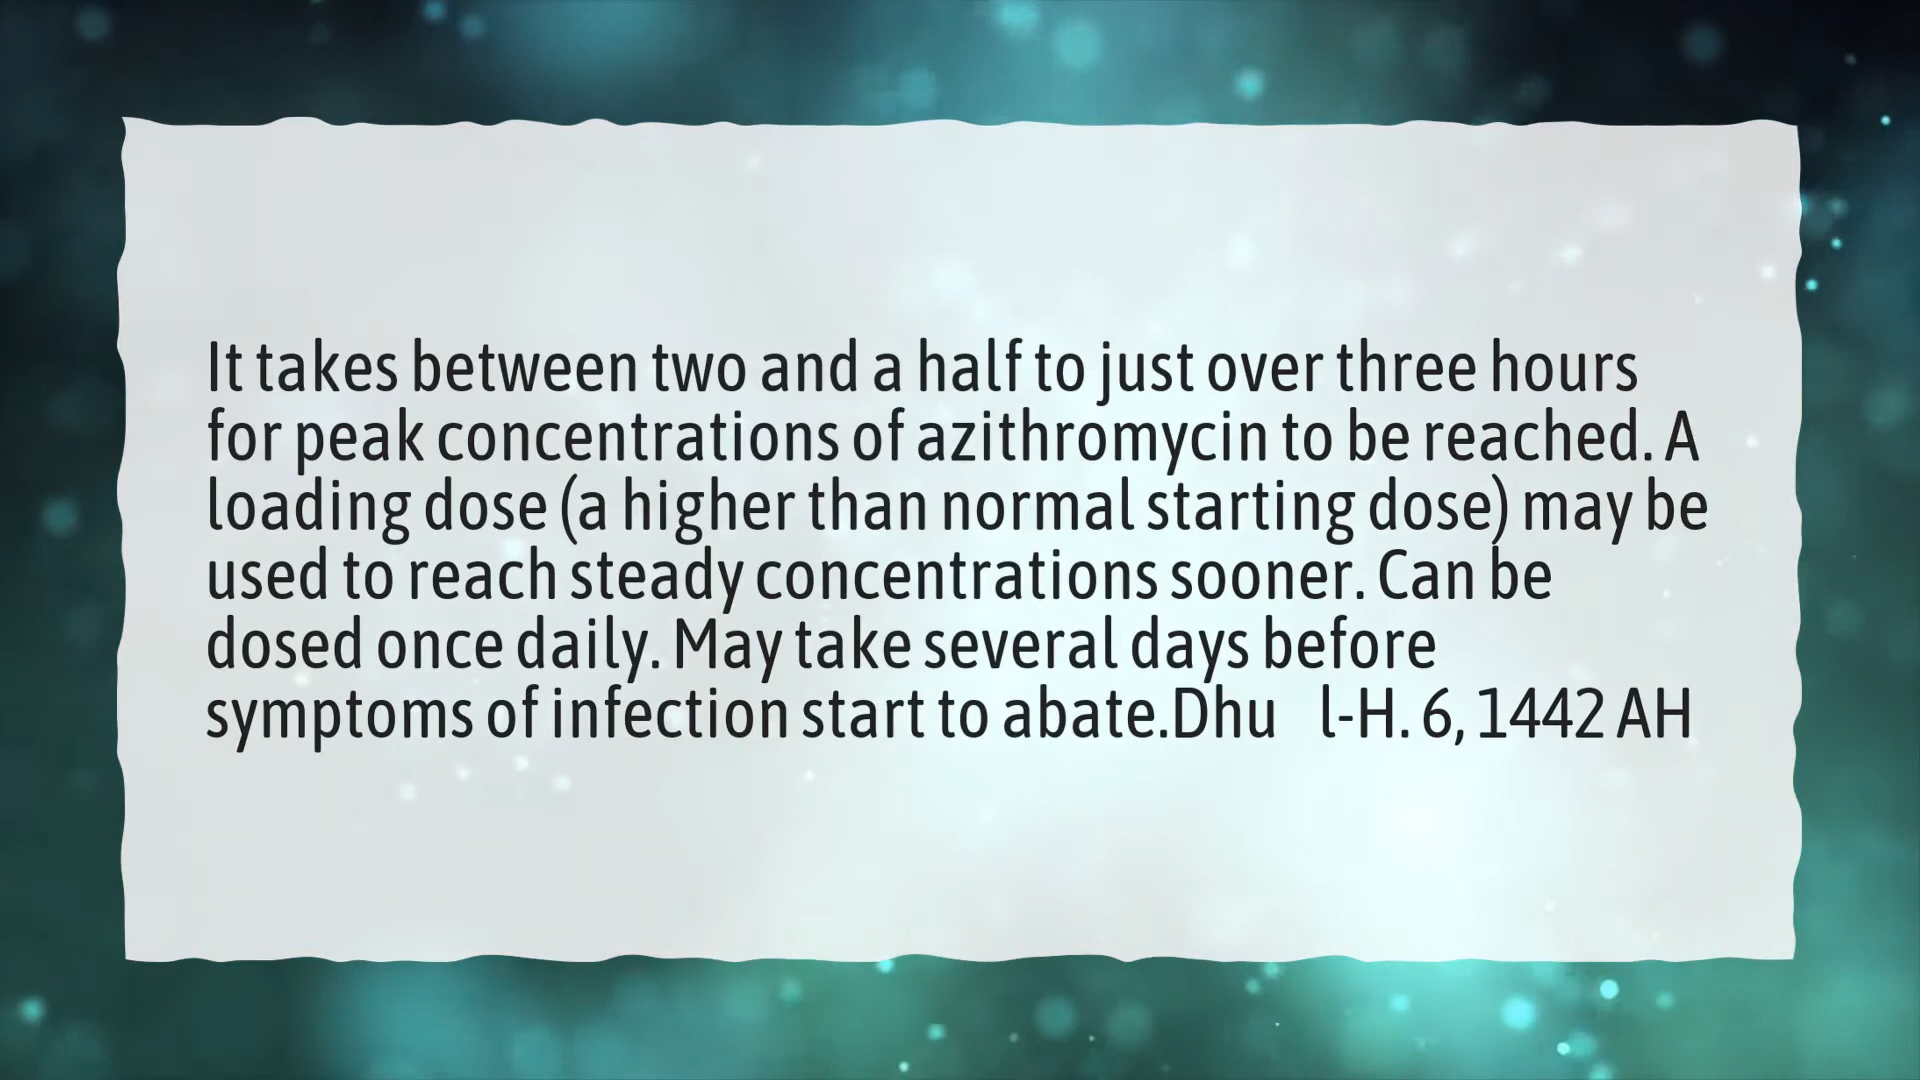 It takes between two and a half to just over three hours
for peak concentrations of azithromycin to be reached. A
loading dose (a higher than normal starting dose) may be
used to reach steady concentrations sooner. Can be
dosed once daily. May take several days before
symptoms of infection start to abate.Dhu l-H. 6, 1442 AH